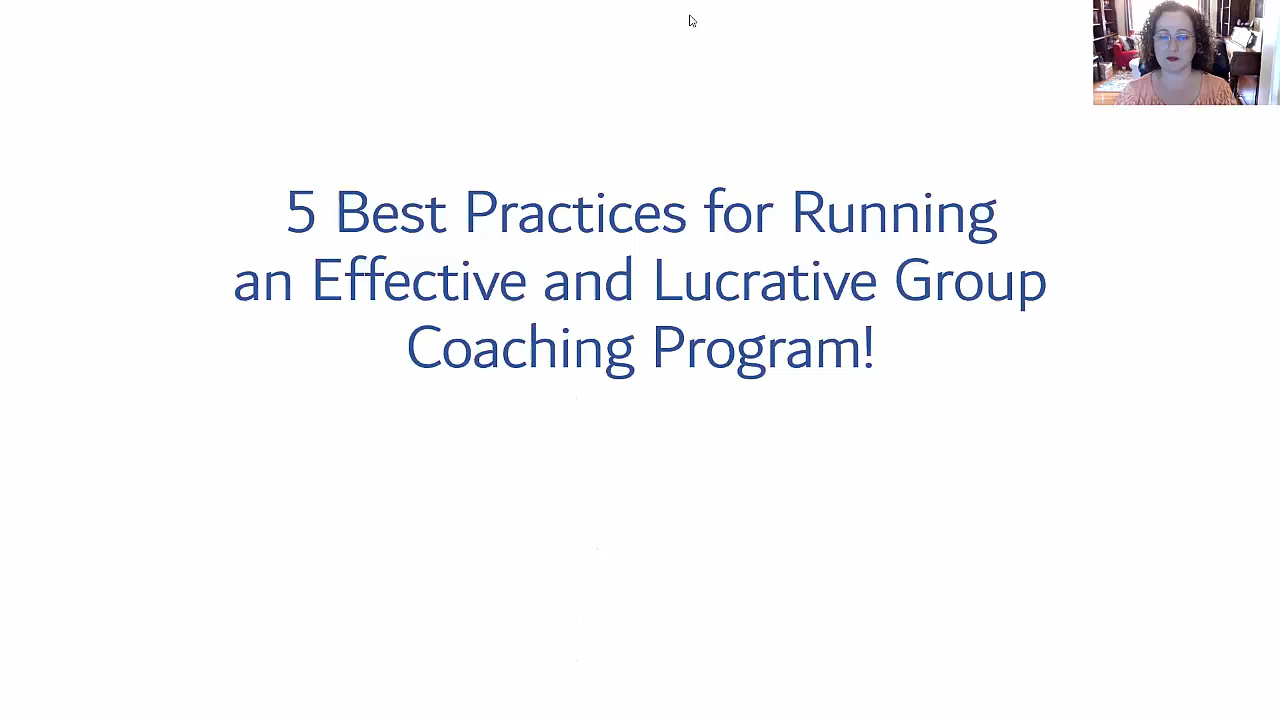 5 Best Practices for Running
an Effective and Lucrative Group
Coaching Program!